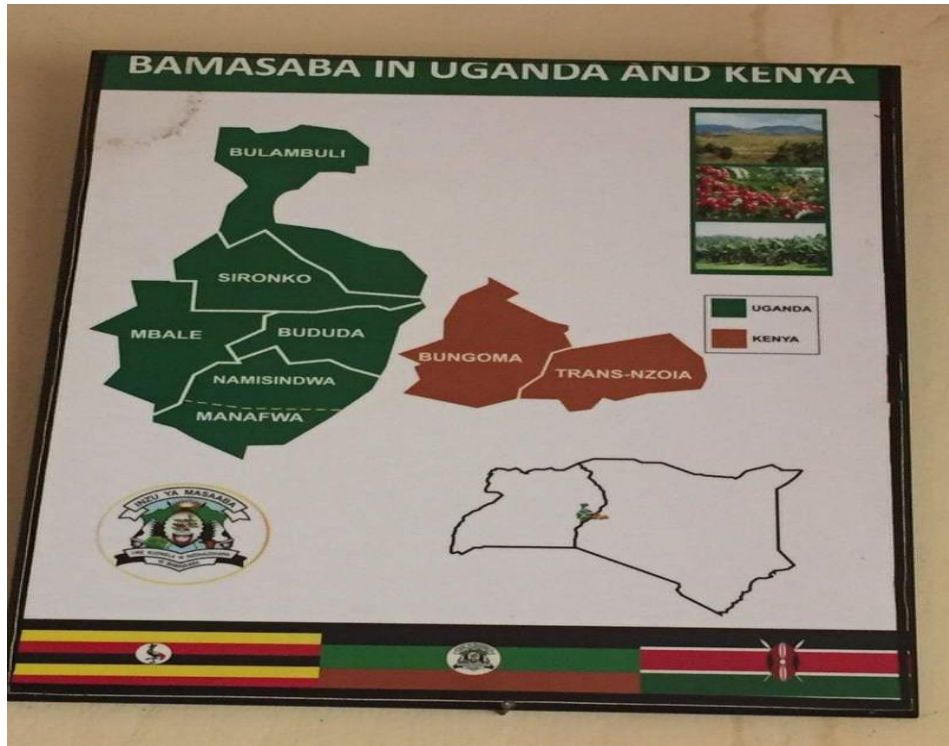 BAMASABA IN UGANDA AND KENYA
BULAMBULI
SIRONKO
MBALE
BUDUDA
NAMISINDWA
MANAFWA
BUNGOMA
TRANS-NZOIA
UGANDA
KENYA
INZU YA MASAABA